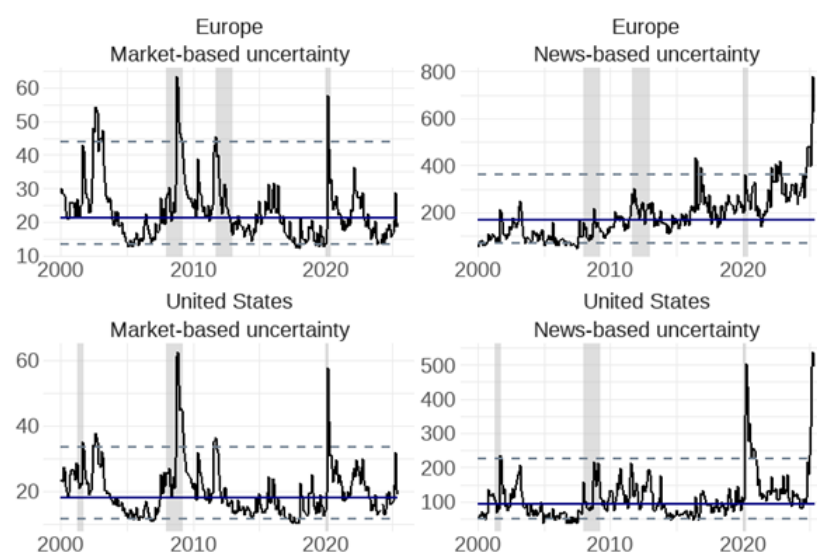 Europe
Market-based uncertainty
60
50
40
30
20
10
2000 2010 2020
Europe
News-based uncertainty
800
600
400
200
2000 2010 2020
United States
Market-based uncertainty
60
40
20
2000 2010 2020
United States
News-based uncertainty
500
400
300
200
100
2000 2010 2020